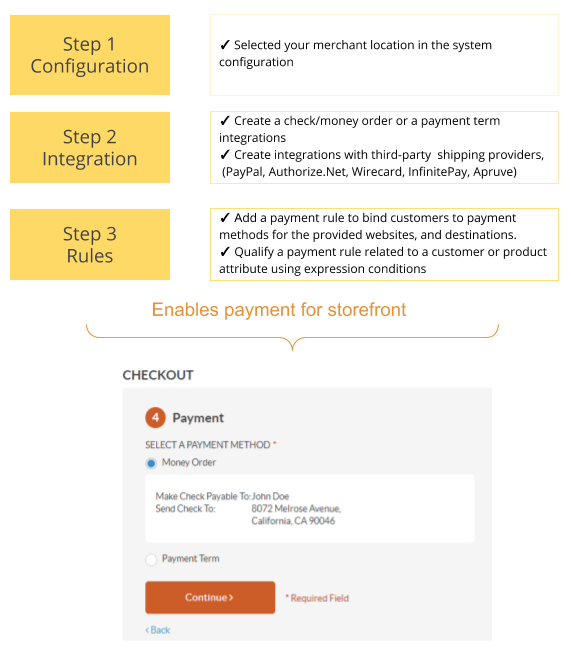 Step 1
Configuration
✓ Selected your merchant location in the system
configuration
Step 2
Integration
✓ Create a check/money order or a payment term
integrations
✓ Create integrations with third-party shipping providers,
(PayPal, Authorize.Net, Wirecard, InfinitePay, Apruve)
Step 3
Rules
✓ Add a payment rule to bind customers to payment
methods for the provided websites, and destinations.
✓ Qualify a payment rule related to a customer or product
attribute using expression conditions
Enables payment for storefront
CHECKOUT
4 Payment
SELECT A PAYMENT METHOD *
Money Order
Make Check Payable To: John Doe
Send Check To: 8072 Melrose Avenue,
California, CA 90046
Payment Term
Continue >
* Required Field
< Back